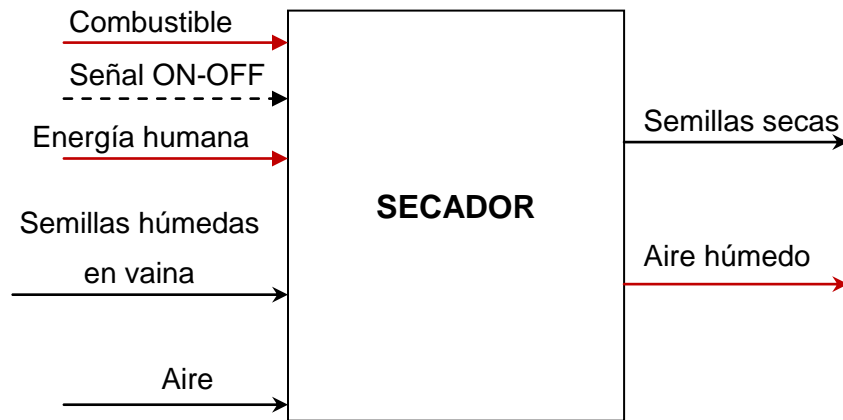 Combustible
Señal ON-OFF
Energía humana
Semillas húmedas
en vaina
Aire
SECADOR
Semillas secas
Aire húmedo